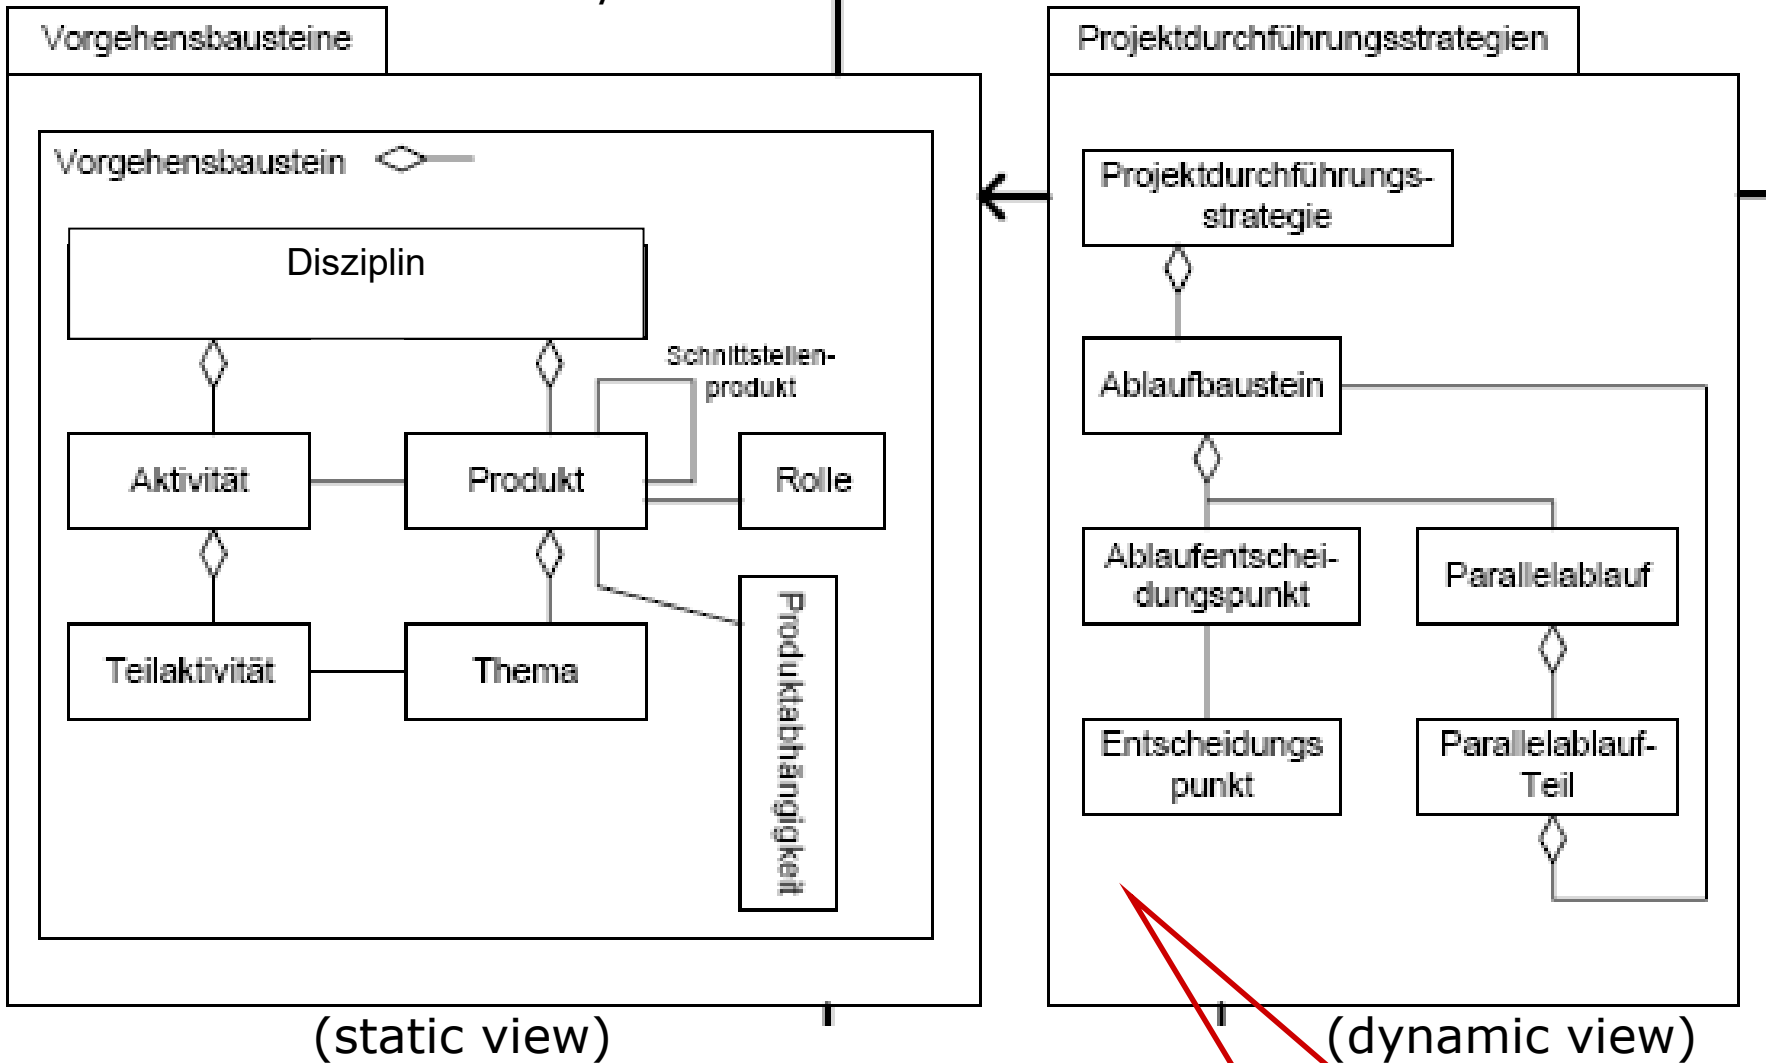 Vorgehensbausteine
Vorgehensbaustein
Disziplin
Schnittstellen-
produkt
Aktivität
Produkt
Rolle
Teilaktivität
Thema
Produktabhängigkeit
(static view)
Projektdurchführungsstrategien
Projektdurchführungs-
strategie
Ablaufbaustein
Ablaufentschei-
dungspunkt
Parallelablauf
Entscheidungs
punkt
Parallelablauf-
Teil
(dynamic view)